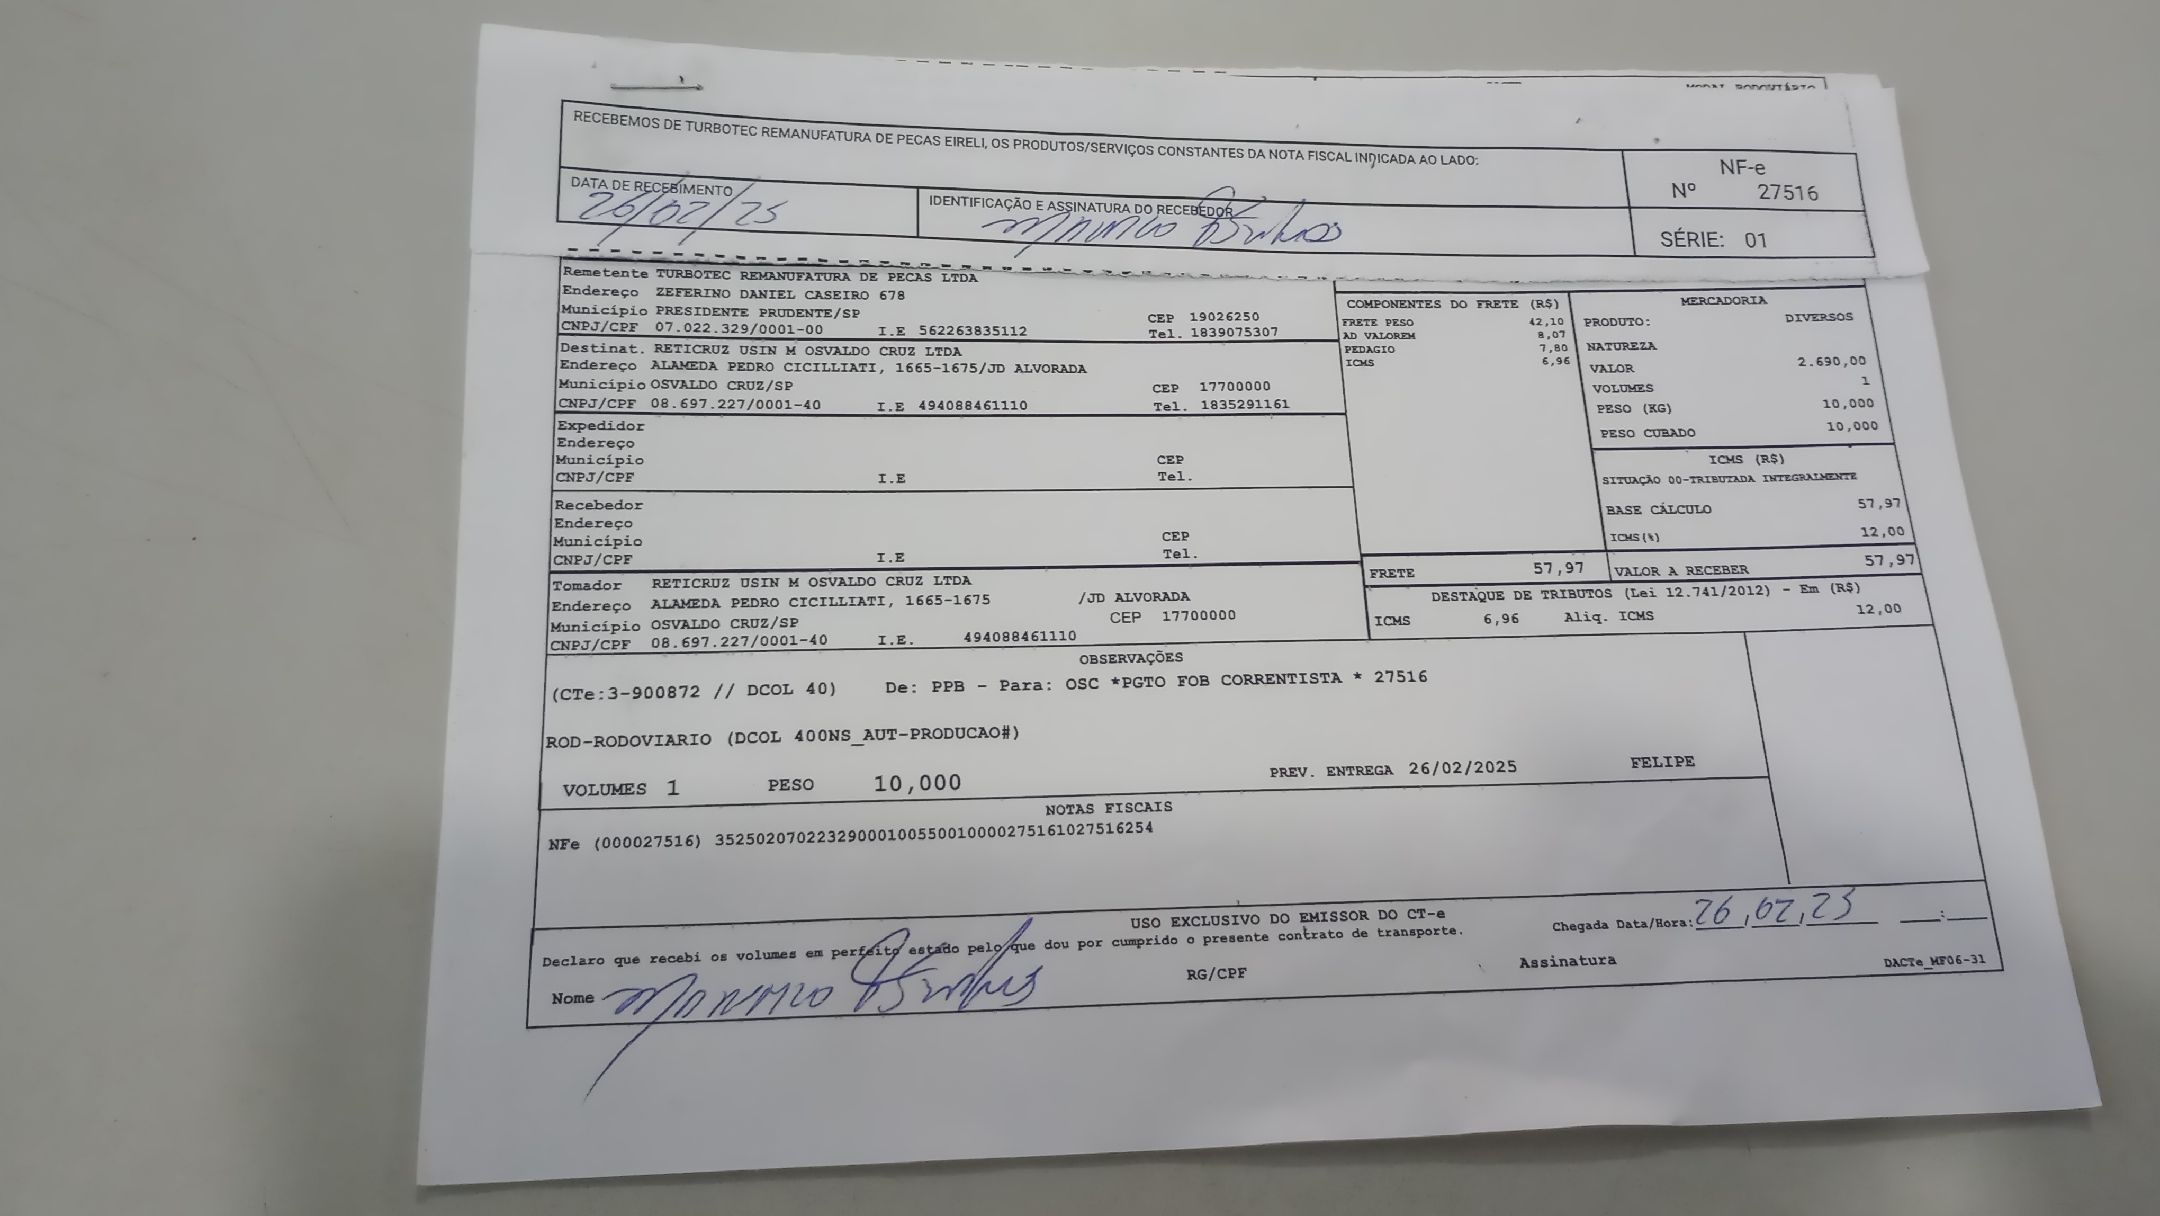 RECEBEMOS DE TURBOTEC REMANUFATURA DE PECAS EIRELI, OS PRODUTOS/SERVIÇOS CONSTANTES DA NOTA FISCAL INDICADA AO LADO:
NF-e
Nº 27516
SÉRIE: 01
DATA DE RECEBIMENTO
26/02/25
IDENTIFICAÇÃO E ASSINATURA DO RECEBEDOR
Remetente TURBOTEC REMANUFATURA DE PECAS LTDA
Endereço ZEFERINO DANIEL CASEIRO 678
Município PRESIDENTE PRUDENTE/SP CEP 19026250
CNPJ/CPF 07.022.329/0001-00 I.E 562263835112 Tel. 1839075307
Destinat. RETICRUZ USIN M OSVALDO CRUZ LTDA
Endereço ALAMEDA PEDRO CICILLIATI, 1665-1675/JD ALVORADA
Município OSVALDO CRUZ/SP CEP 17700000
CNPJ/CPF 08.697.227/0001-40 I.E 494088461110 Tel. 1835291161
Expedidor
Endereço
Município CEP
CNPJ/CPF I.E Tel.
Recebedor
Endereço
Município CEP
CNPJ/CPF I.E Tel.
Tomador RETICRUZ USIN M OSVALDO CRUZ LTDA
Endereço ALAMEDA PEDRO CICILLIATI, 1665-1675 /JD ALVORADA
Município OSVALDO CRUZ/SP CEP 17700000
CNPJ/CPF 08.697.227/0001-40 I.E. 494088461110
COMPONENTES DO FRETE (R$)
FRETE PESO 42,10
AD VALOREM 8,07
PEDAGIO 7,80
ICMS 6,96
MERCADORIA
PRODUTO: DIVERSOS
NATUREZA
VALOR 2.690,00
VOLUMES 1
PESO (KG) 10,000
PESO CUBADO 10,000
ICMS (R$)
SITUAÇÃO 00-TRIBUTADA INTEGRALMENTE
BASE CÁLCULO 57,97
ICMS(%) 12,00
FRETE 57,97 VALOR A RECEBER 57,97
DESTAQUE DE TRIBUTOS (Lei 12.741/2012) - Em (R$)
ICMS 6,96 Aliq. ICMS 12,00
OBSERVAÇÕES
(CTe:3-900872 // DCOL 40) De: PPB - Para: OSC *PGTO FOB CORRENTISTA * 27516
ROD-RODOVIARIO (DCOL 400NS_AUT-PRODUCAO#)
VOLUMES 1 PESO 10,000 PREV. ENTREGA 26/02/2025 FELIPE
NOTAS FISCAIS
NFe (000027516) 35250207022329000100550010000275161027516254
USO EXCLUSIVO DO EMISSOR DO CT-e
Declaro que recebi os volumes em perfeito estado pelo que dou por cumprido o presente contrato de transporte.
Chegada Data/Hora: 26,02,25 __:__
Nome RG/CPF Assinatura DACTe_MF06-31